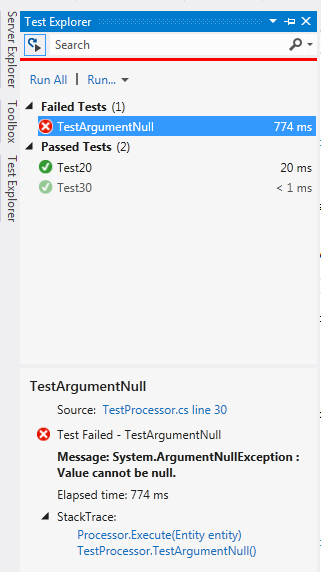 Server Explorer
Toolbox
Test Explorer
Test Explorer
Search
Run All | Run...
Failed Tests (1)
TestArgumentNull 774 ms
Passed Tests (2)
Test20 20 ms
Test30 < 1 ms
TestArgumentNull
Source: TestProcessor.cs line 30
Test Failed - TestArgumentNull
Message: System.ArgumentNullException :
Value cannot be null.
Elapsed time: 774 ms
StackTrace:
Processor.Execute(Entity entity)
TestProcessor.TestArgumentNull()